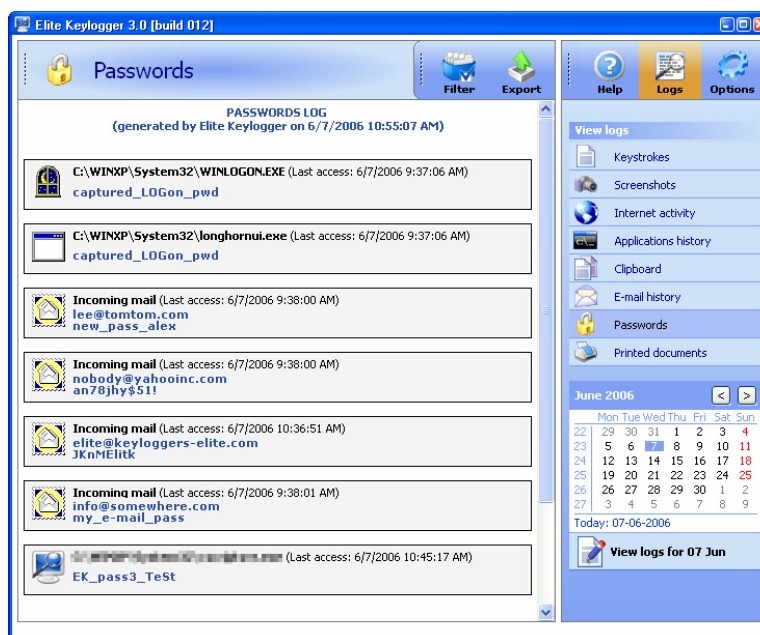 Elite Keylogger 3.0 [build 012]
Passwords
Filter
Export
Help
Logs
Options
PASSWORDS LOG
(generated by Elite Keylogger on 6/7/2006 10:55:07 AM)
C:\WINXP\System32\WINLOGON.EXE (Last access: 6/7/2006 9:37:06 AM)
captured_LOGon_pwd
C:\WINXP\System32\longhornui.exe (Last access: 6/7/2006 9:37:06 AM)
captured_LOGon_pwd
Incoming mail (Last access: 6/7/2006 9:38:00 AM)
lee@tomtom.com
new_pass_alex
Incoming mail (Last access: 6/7/2006 9:38:00 AM)
nobody@yahooinc.com
an78jhy$51!
Incoming mail (Last access: 6/7/2006 10:36:51 AM)
elite@keyloggers-elite.com
JKnMElitk
Incoming mail (Last access: 6/7/2006 9:38:01 AM)
info@somewhere.com
my_e-mail_pass
(Last access: 6/7/2006 10:45:17 AM)
EK_pass3_TeSt
View logs
Keystrokes
Screenshots
Internet activity
Applications history
Clipboard
E-mail history
Passwords
Printed documents
June 2006 < >
Mon Tue Wed Thu Fri Sat Sun
22 29 30 31 1 2 3 4
23 5 6 7 8 9 10 11
24 12 13 14 15 16 17 18
25 19 20 21 22 23 24 25
26 26 27 28 29 30 1 2
27 3 4 5 6 7 8 9
Today: 07-06-2006
View logs for 07 Jun